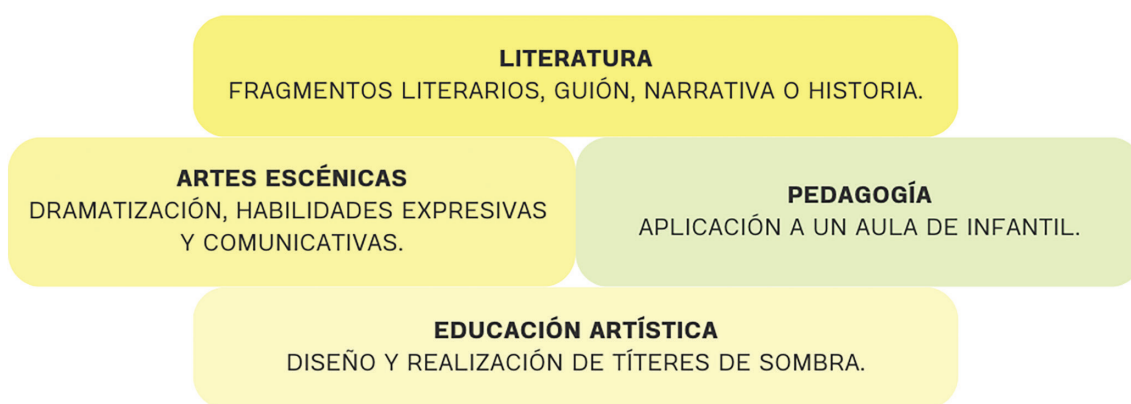 LITERATURA
FRAGMENTOS LITERARIOS, GUIÓN, NARRATIVA O HISTORIA.
ARTES ESCÉNICAS
DRAMATIZACIÓN, HABILIDADES EXPRESIVAS
Y COMUNICATIVAS.
PEDAGOGÍA
APLICACIÓN A UN AULA DE INFANTIL.
EDUCACIÓN ARTÍSTICA
DISEÑO Y REALIZACIÓN DE TÍTERES DE SOMBRA.